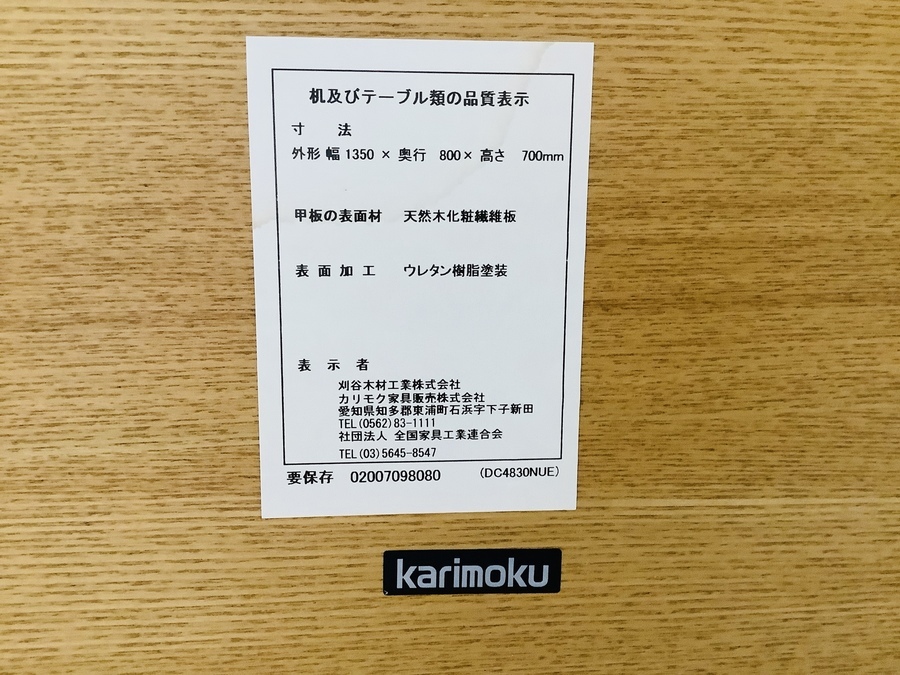 机及びテーブル類の品質表示
寸 法
外形 幅 1350 × 奥行 800× 高さ 700mm
甲板の表面材 天然木化粧繊維板
表 面 加 工 ウレタン樹脂塗装
表 示 者
刈谷木材工業株式会社
カリモク家具販売株式会社
愛知県知多郡東浦町石浜字下子新田
TEL(0562)83-1111
社団法人 全国家具工業連合会
TEL(03)5645-8547
要保存 02007098080 (DC4830NUE)
karimoku